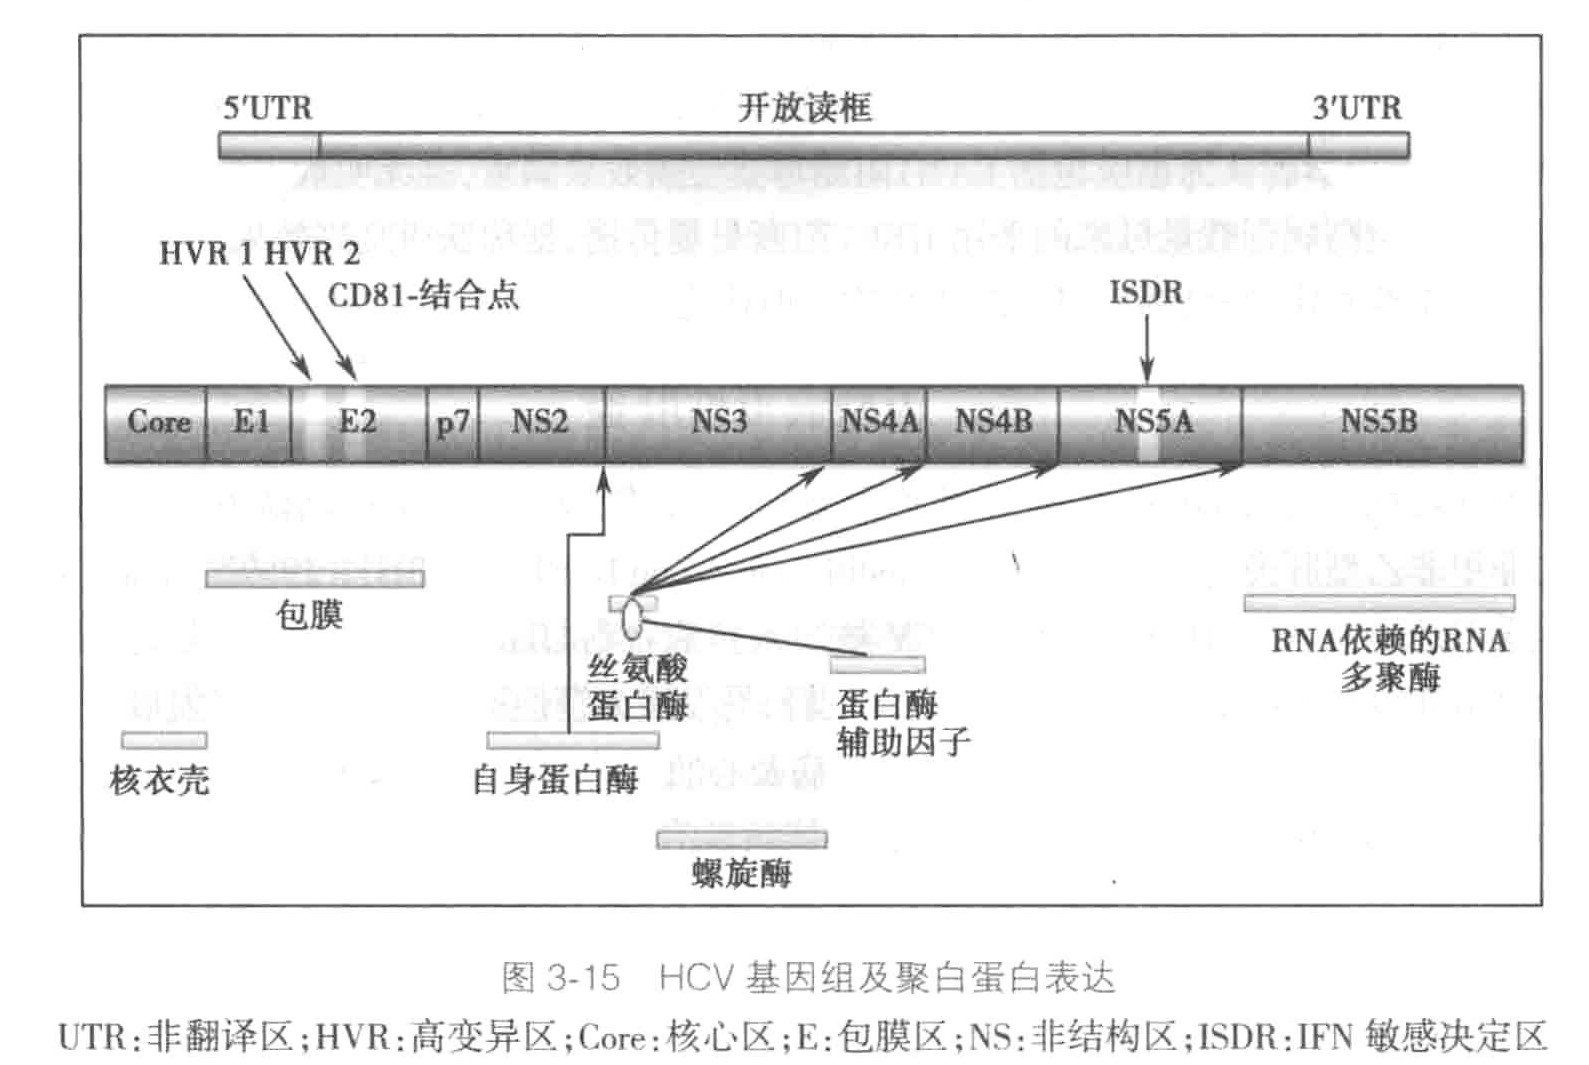 5′UTR 开放读框 3′UTR
HVR 1 HVR 2
CD81-结合点 ISDR
Core E1 E2 p7 NS2 NS3 NS4A NS4B NS5A NS5B
包膜
丝氨酸
蛋白酶
RNA依赖的RNA
多聚酶
蛋白酶
辅助因子
核衣壳 自身蛋白酶
螺旋酶
图 3-15 HCV 基因组及聚白蛋白表达
UTR:非翻译区;HVR:高变异区;Core:核心区;E:包膜区;NS:非结构区;ISDR:IFN 敏感决定区